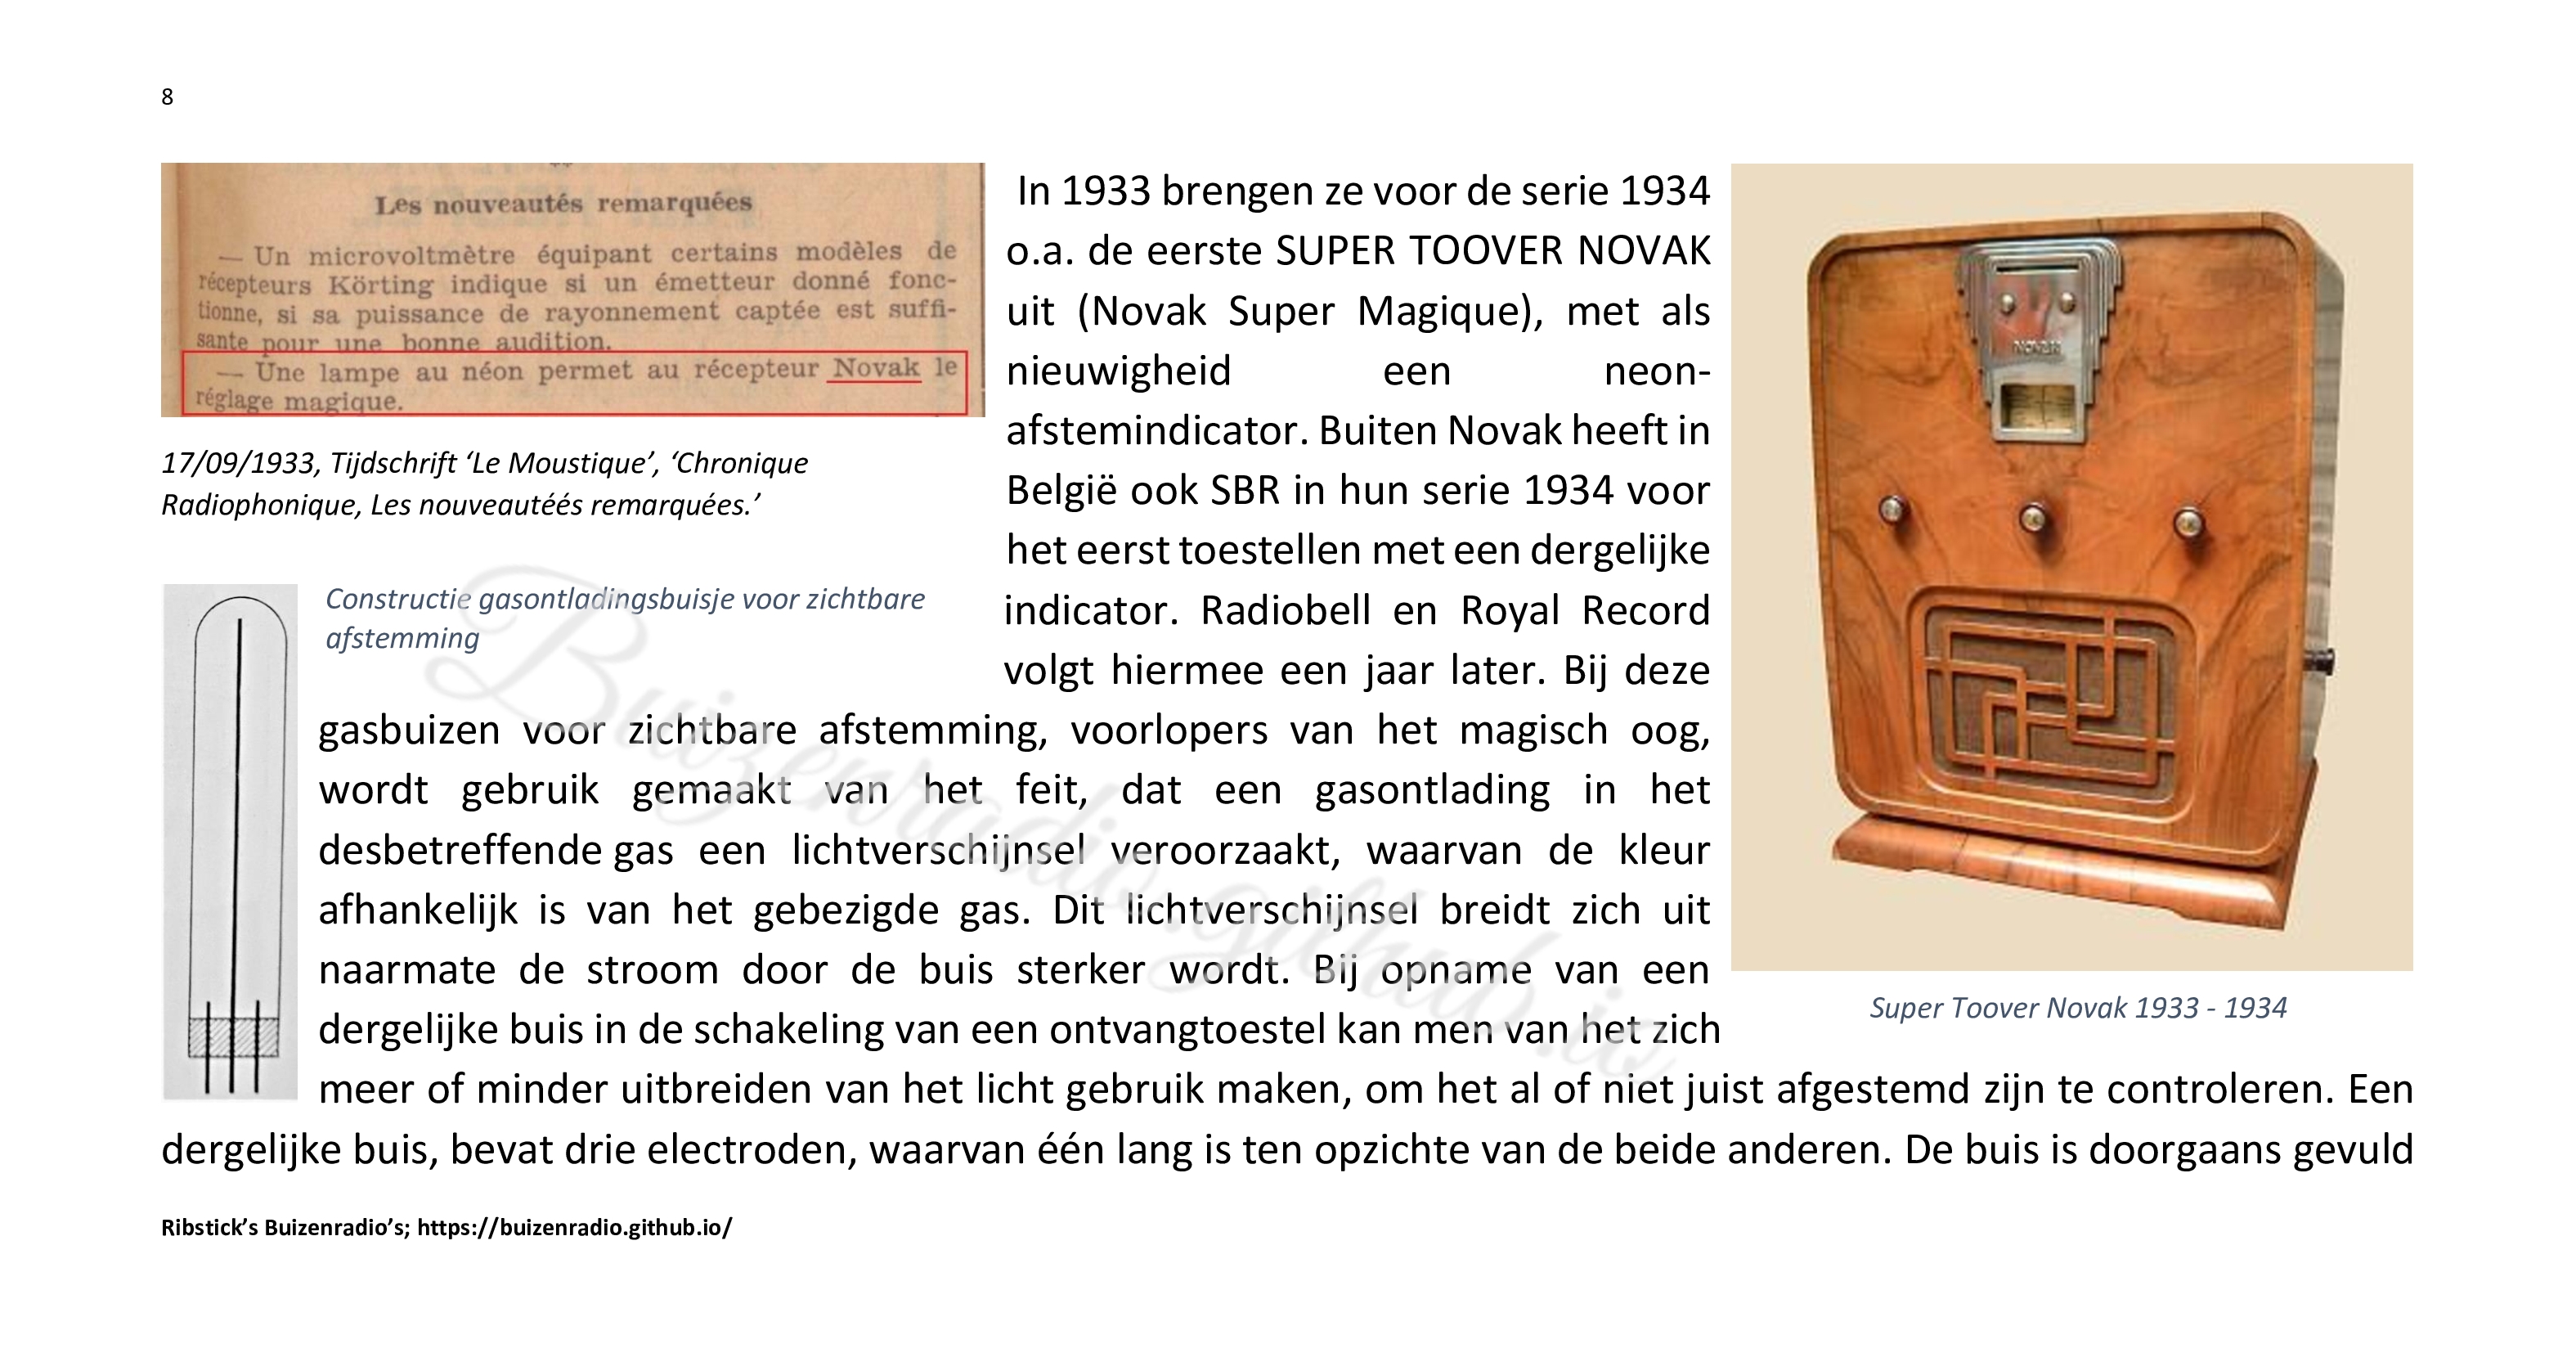 8
Les nouveautés remarquées
— Un microvoltmètre équipant certains modèles de
récepteurs Körting indique si un émetteur donné fonc-
tionne, si sa puissance de rayonnement captée est suffi-
sante pour une bonne audition.
— Une lampe au néon permet au récepteur Novak le
réglage magique.
17/09/1933, Tijdschrift ‘Le Moustique’, ‘Chronique
Radiophonique, Les nouveautéés remarquées.’
Constructie gasontladingsbuisje voor zichtbare
afstemming
In 1933 brengen ze voor de serie 1934
o.a. de eerste SUPER TOOVER NOVAK
uit (Novak Super Magique), met als
nieuwigheid een neon-
afstemindicator. Buiten Novak heeft in
België ook SBR in hun serie 1934 voor
het eerst toestellen met een dergelijke
indicator. Radiobell en Royal Record
volgt hiermee een jaar later. Bij deze
gasbuizen voor zichtbare afstemming, voorlopers van het magisch oog,
wordt gebruik gemaakt van het feit, dat een gasontlading in het
desbetreffende gas een lichtverschijnsel veroorzaakt, waarvan de kleur
afhankelijk is van het gebezigde gas. Dit lichtverschijnsel breidt zich uit
naarmate de stroom door de buis sterker wordt. Bij opname van een
dergelijke buis in de schakeling van een ontvangtoestel kan men van het zich
meer of minder uitbreiden van het licht gebruik maken, om het al of niet juist afgestemd zijn te controleren. Een
dergelijke buis, bevat drie electroden, waarvan één lang is ten opzichte van de beide anderen. De buis is doorgaans gevuld
NOVAK
Super Toover Novak 1933 - 1934
Buizenradio.github.io
Ribstick’s Buizenradio’s; https://buizenradio.github.io/